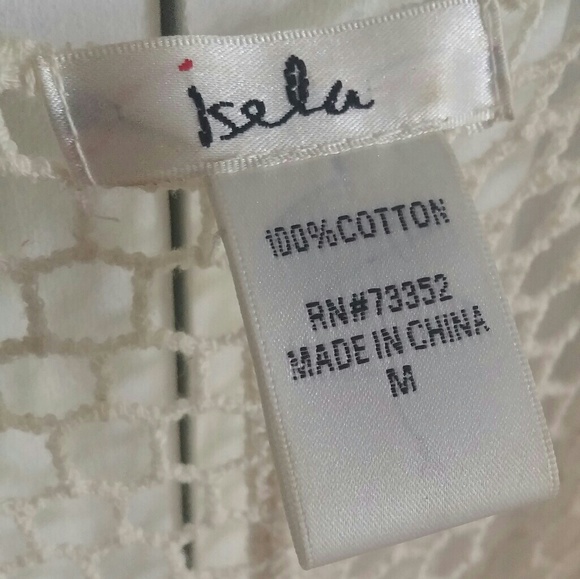 isela
100% COTTON
RN#73352
MADE IN CHINA
M